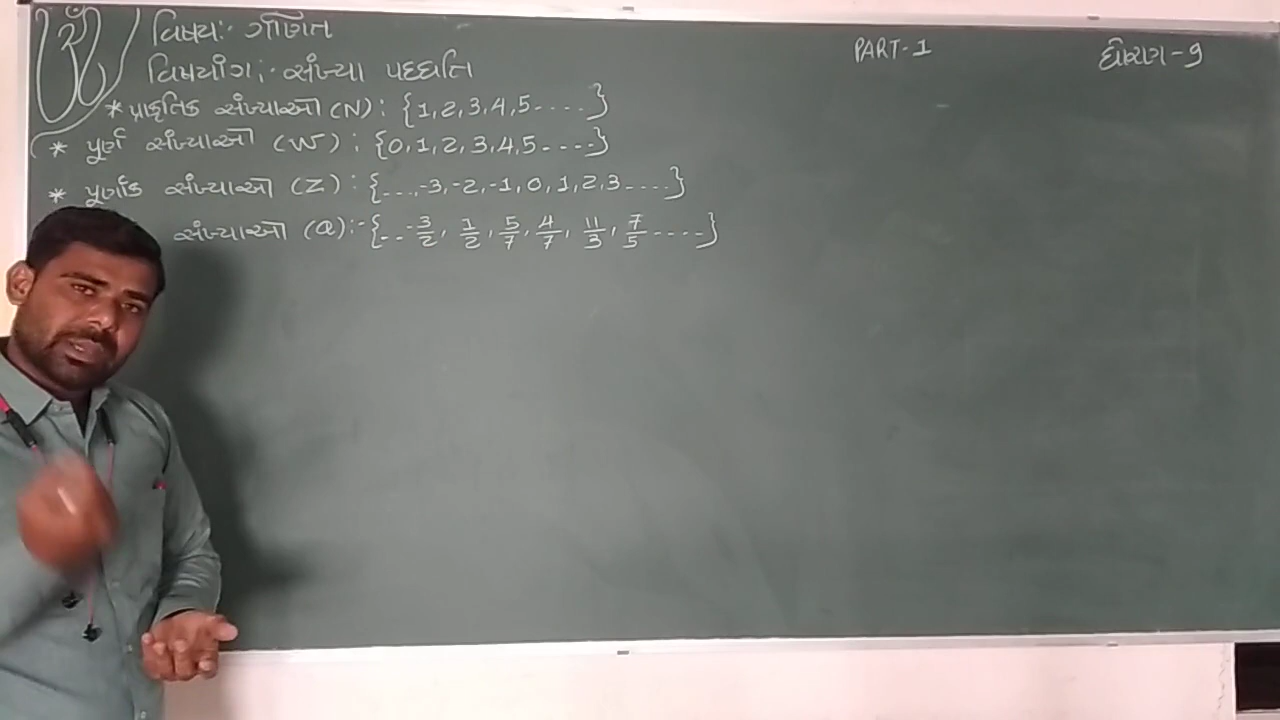 વિષય:- ગણિત
PART-1
ધોરણ-૭
વિષયાંગ:- સંખ્યા પદ્ધતિ
* પ્રાકૃતિક સંખ્યાઓ (N): {1,2,3,4,5-....}
* પૂર્ણ સંખ્યાઓ (W): {0,1,2,3,4,5-...-}
* પૂર્ણાંક સંખ્યાઓ (Z): {...,-3,-2,-1,0,1,2,3....}
સંખ્યાઓ (Q):-{.. -3/2, 1/2, 5/7, 4/7, 11/3, 7/5 ----}